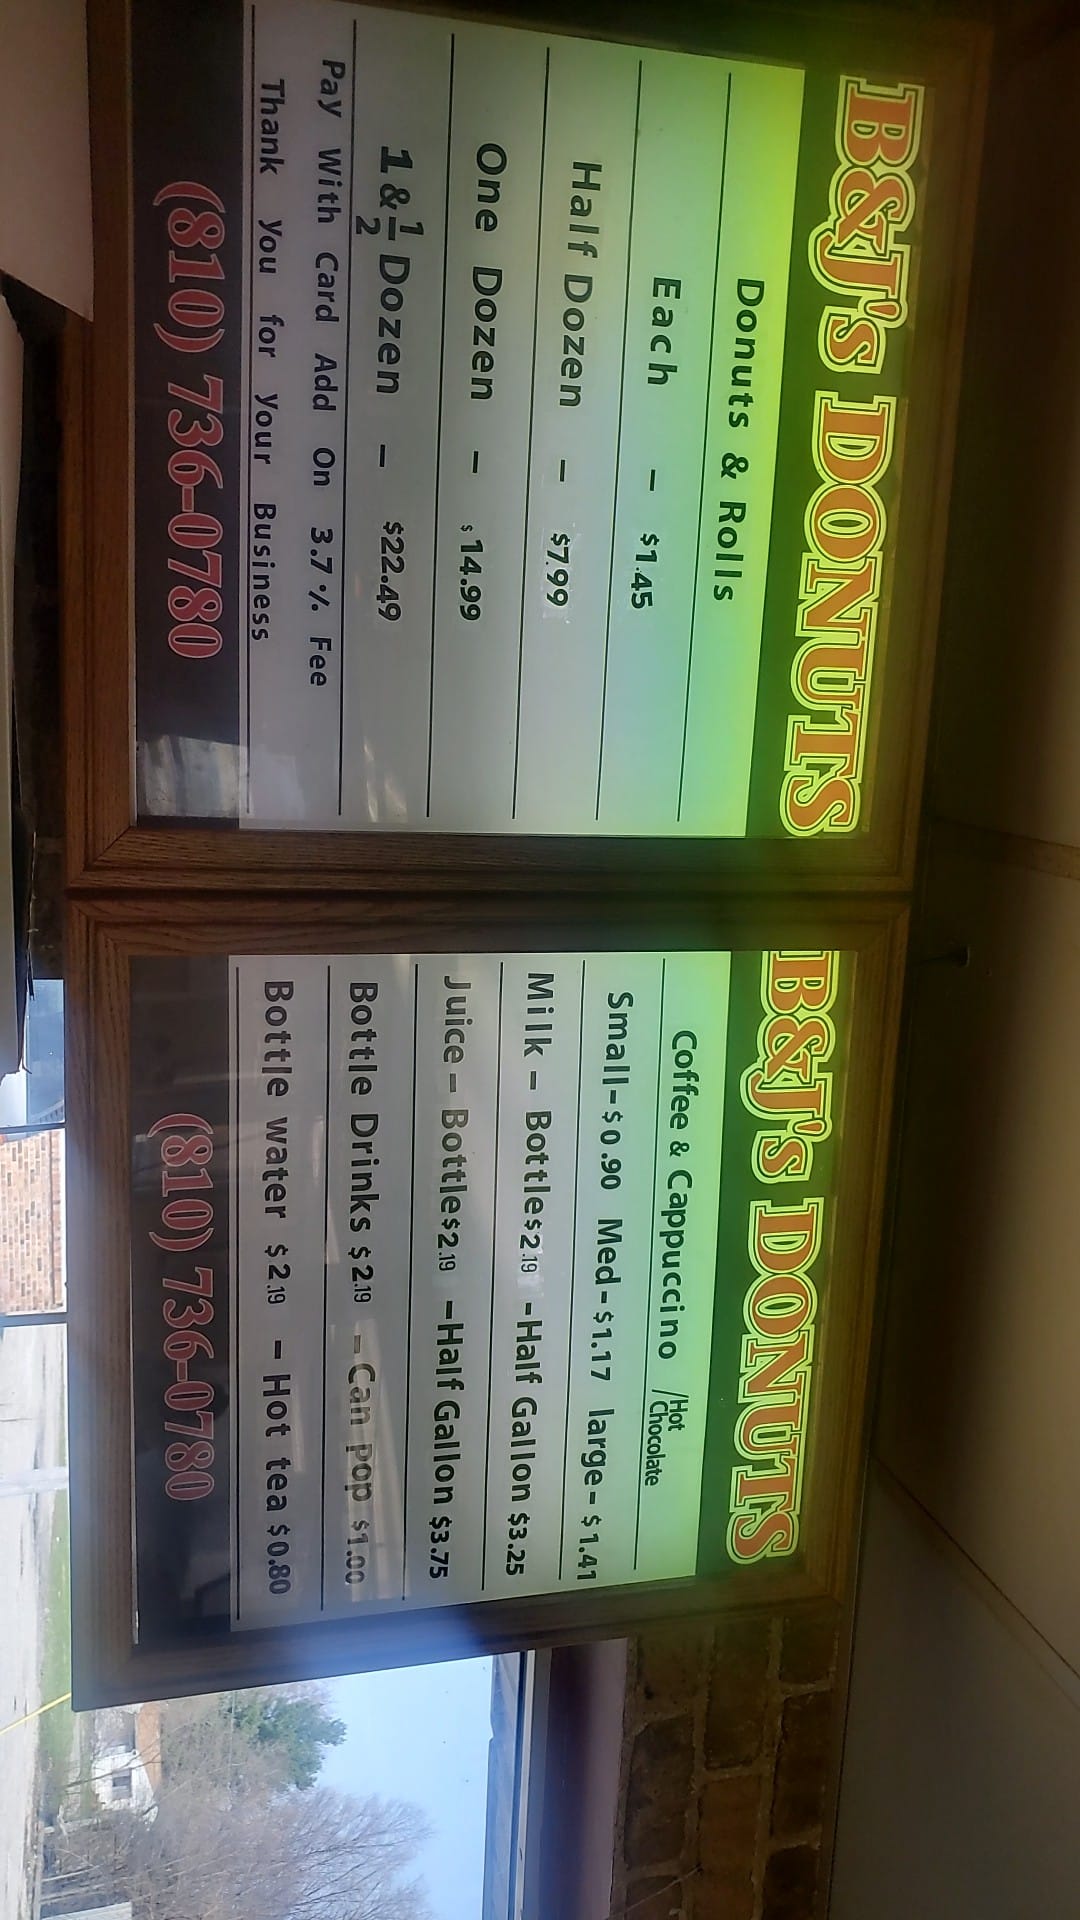 B&J's DONUTS
Donuts & Rolls
Each - $1.45
Half Dozen - $7.99
One Dozen - $14.99
1 & 1/2 Dozen - $22.49
Pay With Card Add On 3.7% Fee
Thank you for your Business
(810) 736-0780
B&J's DONUTS
Coffee & Cappuccino /Hot Chocolate
Small-$0.90 Med-$1.17 large-$1.41
Milk - Bottle$2.19 -Half Gallon $3.25
Juice - Bottle$2.19 -Half Gallon $3.75
Bottle Drinks $2.19 - Can pop $1.00
Bottle water $2.19 - Hot tea $0.80
(810) 736-0780